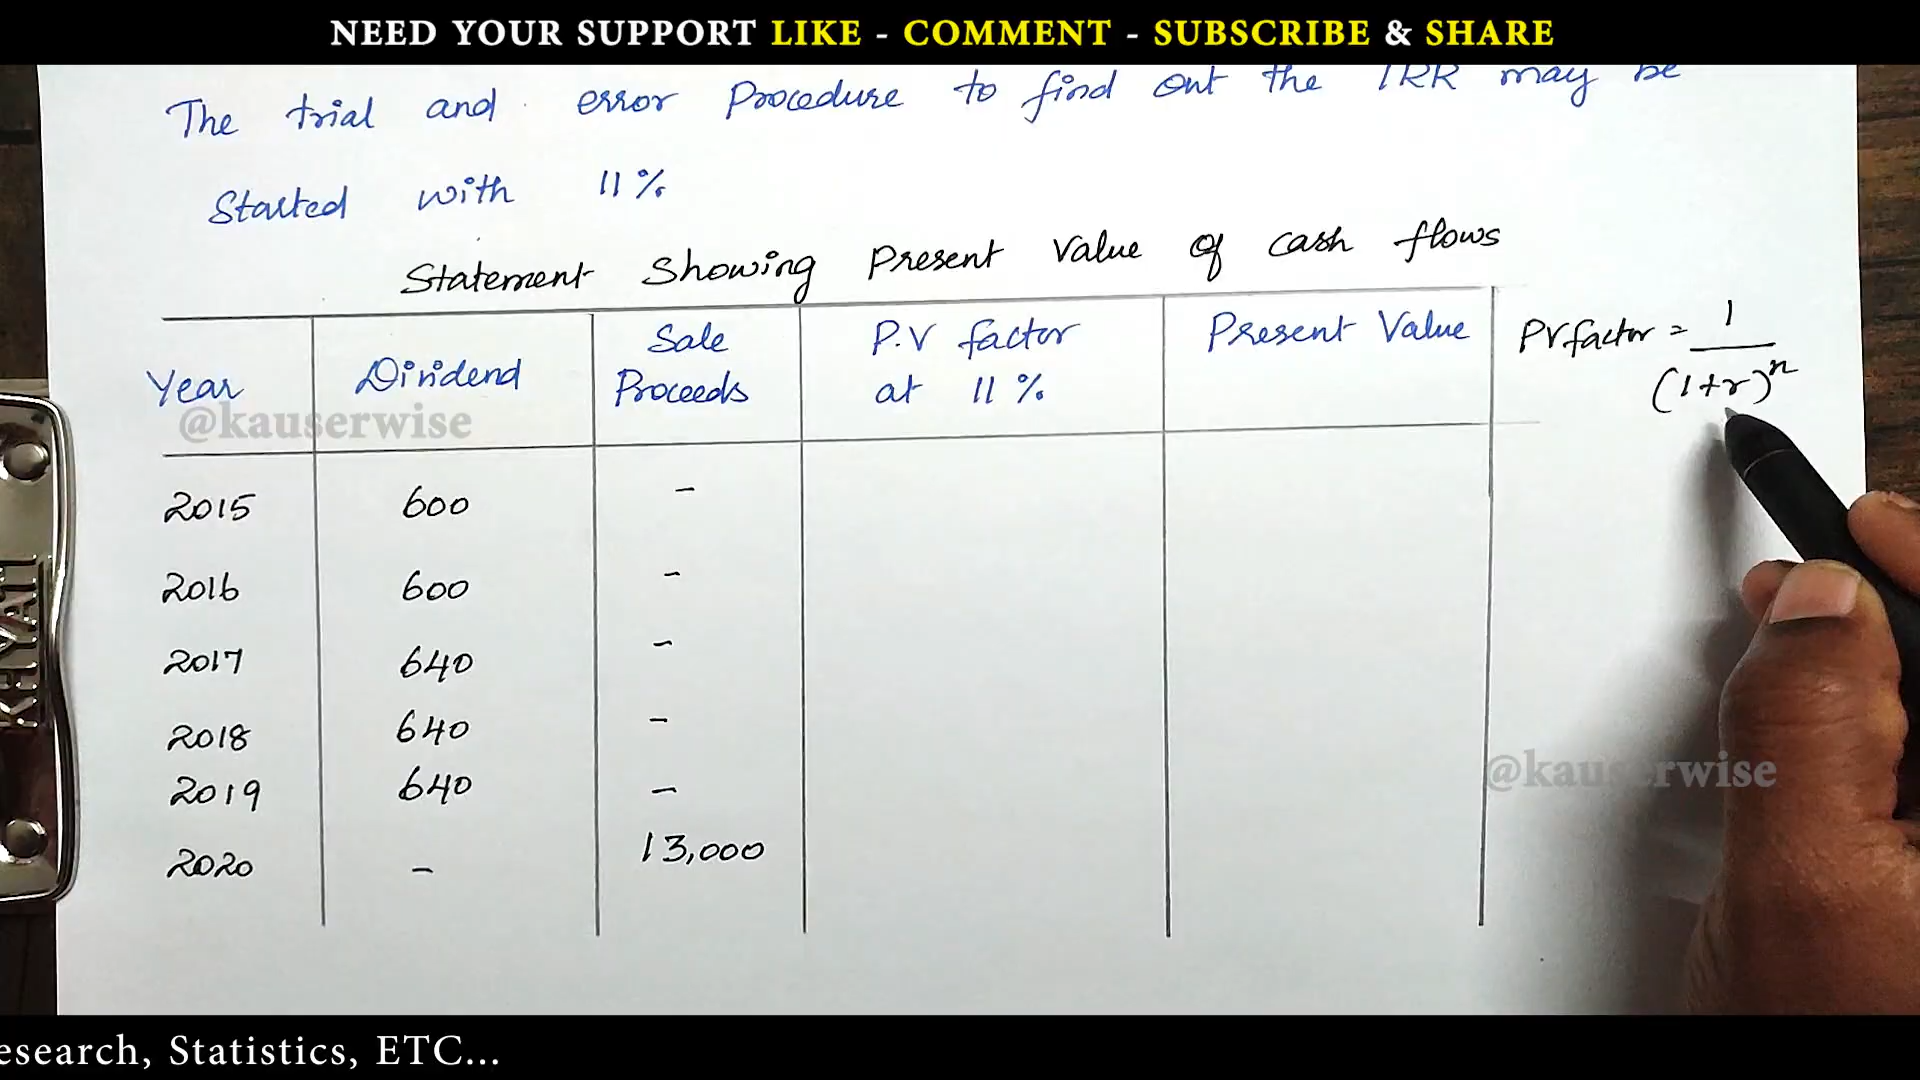 NEED YOUR SUPPORT LIKE - COMMENT - SUBSCRIBE & SHARE
The trial and error Procedure to find out the IRR may be
Started with 11%
Statement Showing Present Value of cash flows
Year Dividend Sale Proceeds P.V factor at 11% Present Value PV factor = 1 / (1+r)^n
@kauserwise
2015 600 -
2016 600 -
2017 640 -
2018 640 -
2019 640 -
@kauserwise
2020 - 13,000
esearch, Statistics, ETC...